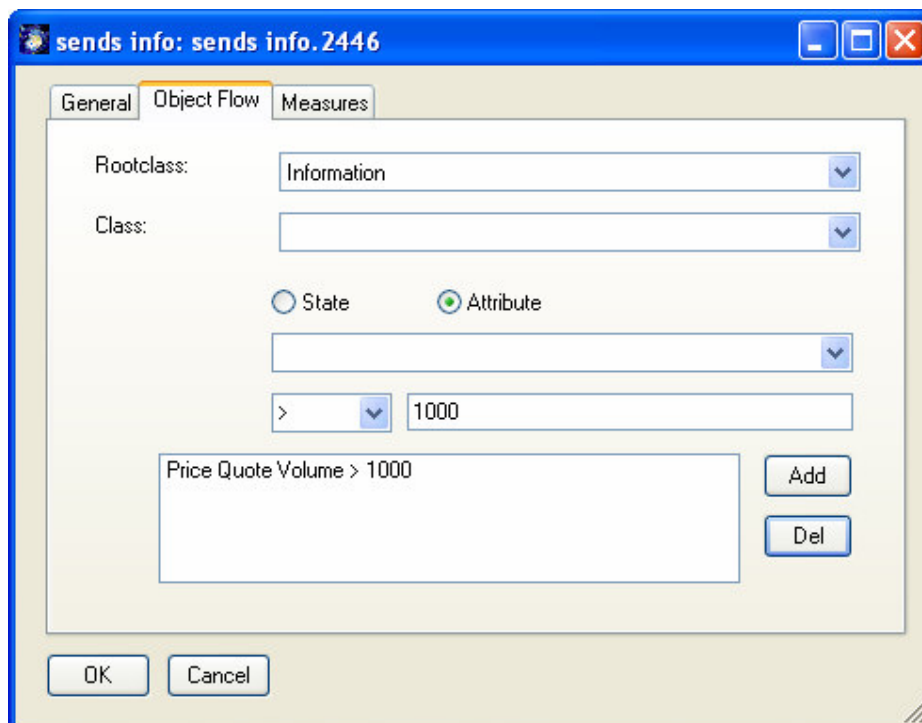 sends info: sends info.2446
General Object Flow Measures
Rootclass: Information
Class:
State Attribute
> 1000
Price Quote Volume > 1000
Add
Del
OK Cancel